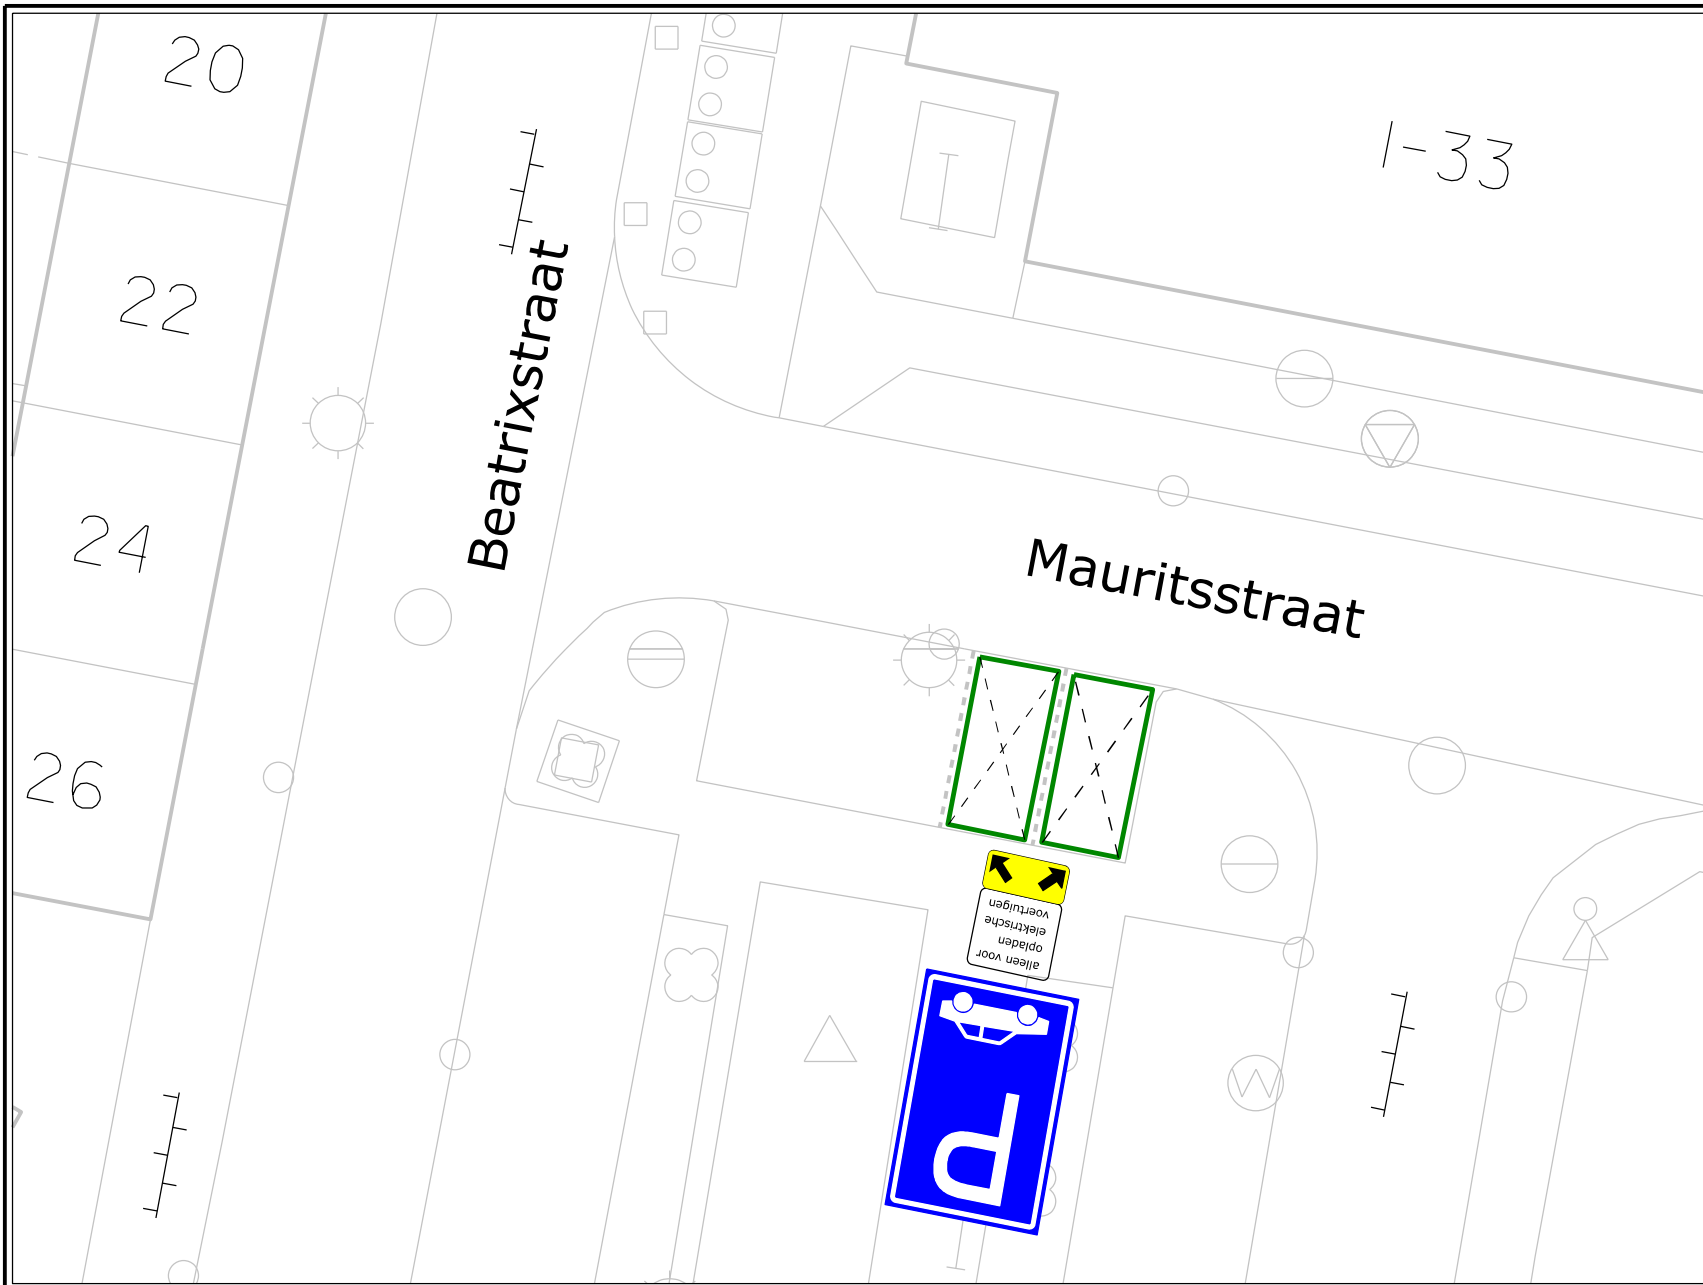 20
22
24
26
I-33
Beatrixstraat
Mauritsstraat
alleen voor
opladen
elektrische
voertuigen
P
W